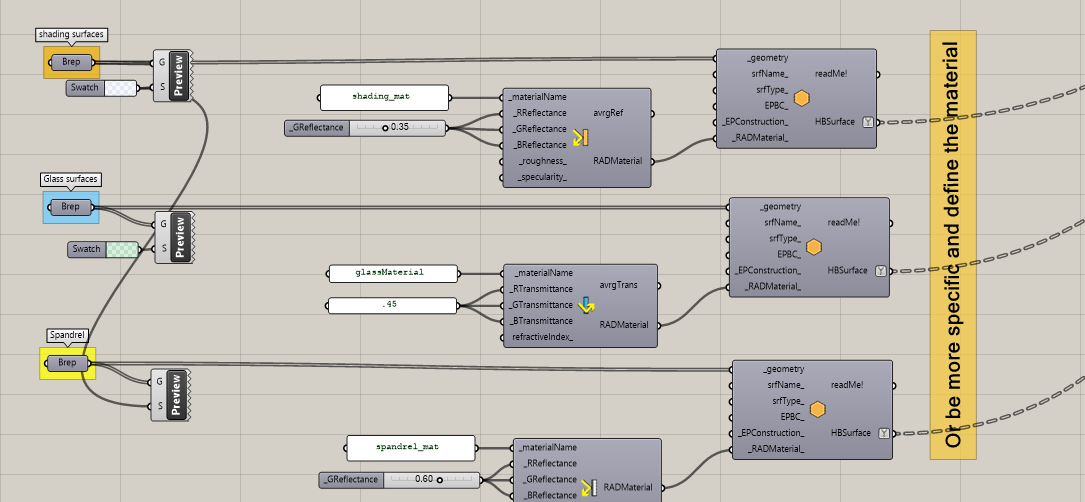 shading surfaces
Brep
G
S
Preview
Swatch
shading_mat
_GReflectance
0.35
_materialName
_RReflectance
_GReflectance
_BReflectance
_roughness_
_specularity_
avrgRef
RADMaterial
_geometry
srfName_
srfType_
EPBC_
_EPConstruction_
_RADMaterial_
readMe!
HBSurface
Y
Glass surfaces
Brep
G
S
Preview
Swatch
glassMaterial
.45
_materialName
_RTransmittance
_GTransmittance
_BTransmittance
refractiveIndex_
avrgTrans
RADMaterial
_geometry
srfName_
srfType_
EPBC_
_EPConstruction_
_RADMaterial_
readMe!
HBSurface
Y
Spandrel
Brep
G
S
Preview
spandrel_mat
_GReflectance
0.60
_materialName
_RReflectance
_GReflectance
_BReflectance
RADMaterial
_geometry
srfName_
srfType_
EPBC_
_EPConstruction_
_RADMaterial_
readMe!
HBSurface
Y
Or be more specific and define the material